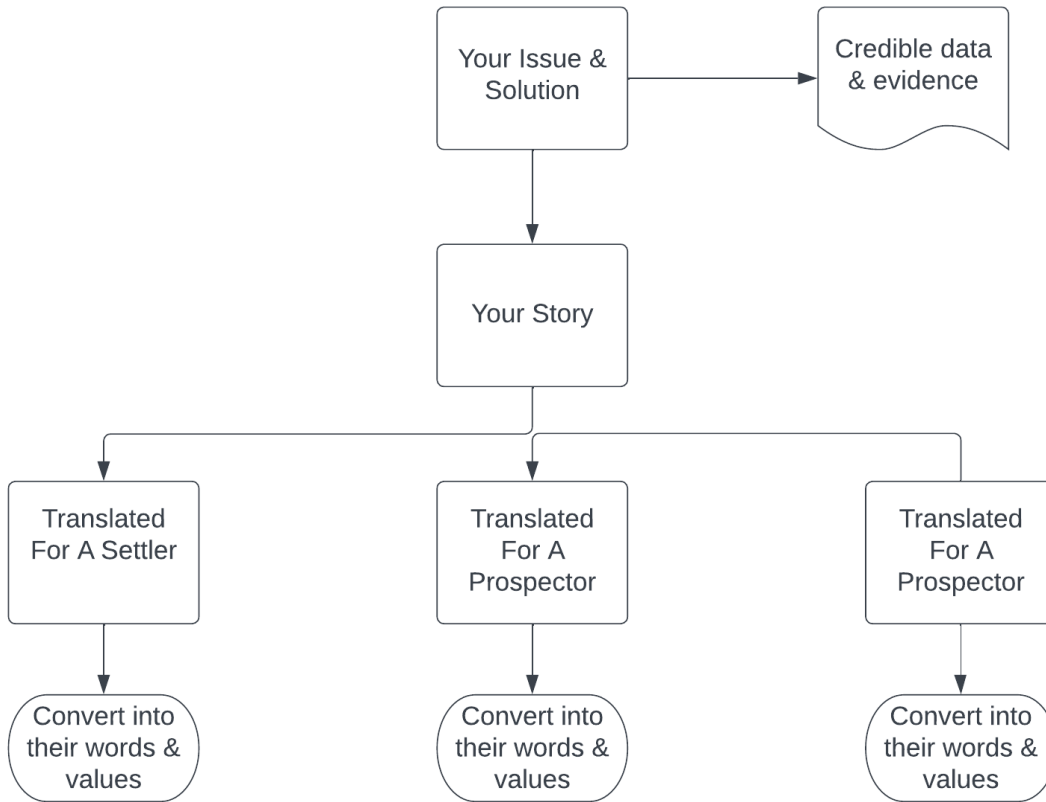 Your Issue &
Solution
Credible data
& evidence
Your Story
Translated
For A Settler
Translated
For A
Prospector
Translated
For A
Prospector
Convert into
their words &
values
Convert into
their words &
values
Convert into
their words &
values